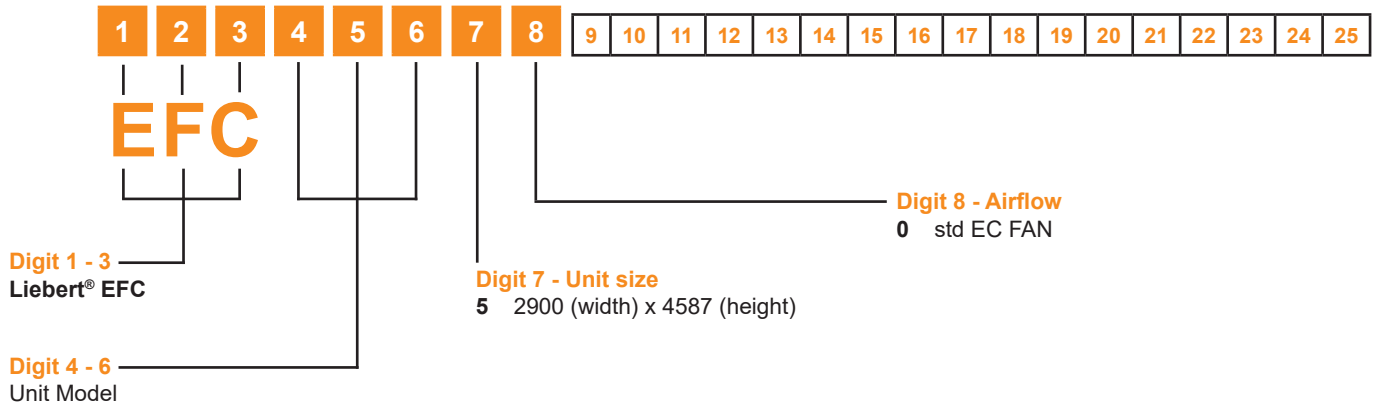 1 2 3 4 5 6 7 8 9 10 11 12 13 14 15 16 17 18 19 20 21 22 23 24 25
EFC
Digit 8 - Airflow
0 std EC FAN
Digit 1 - 3
Liebert® EFC
Digit 7 - Unit size
5 2900 (width) x 4587 (height)
Digit 4 - 6
Unit Model